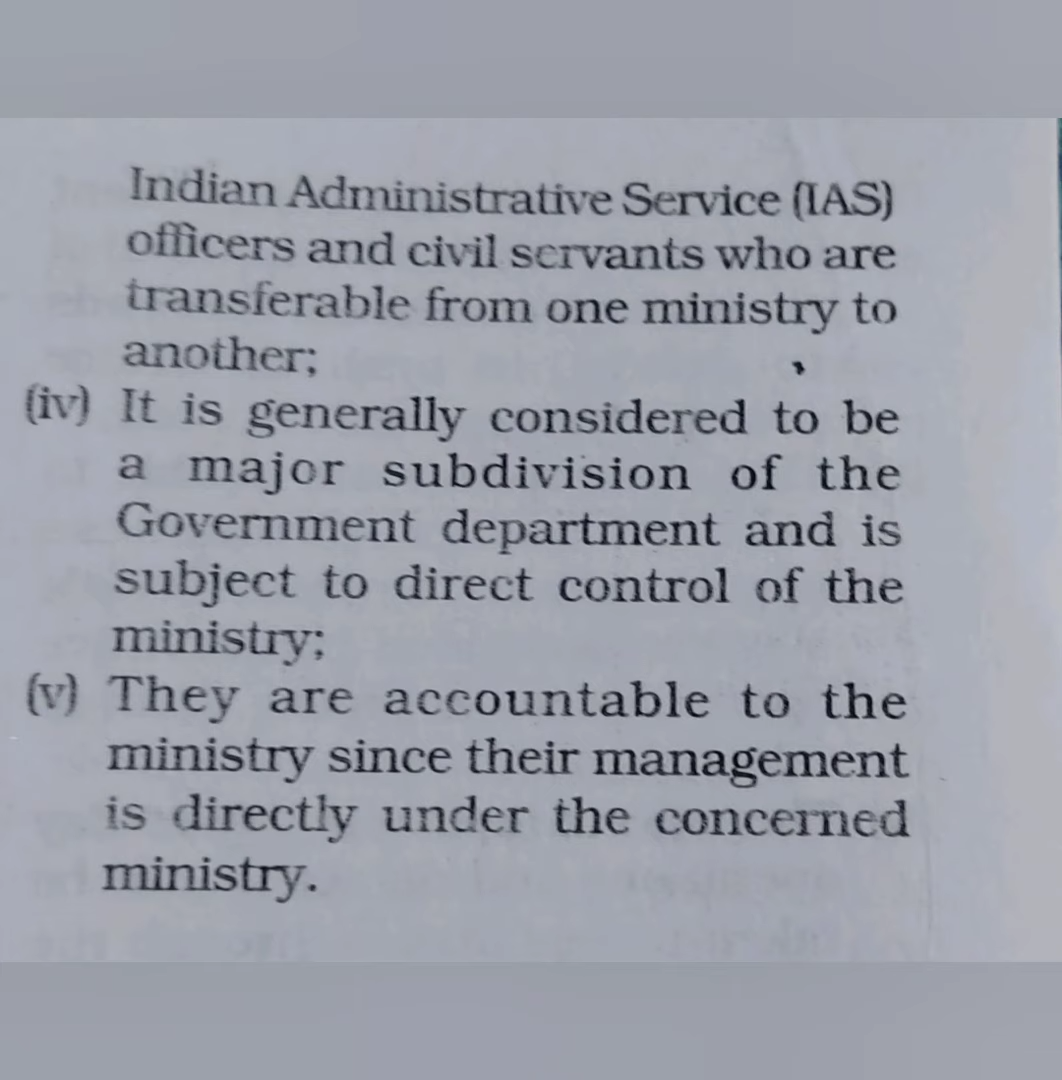 Indian Administrative Service (IAS)
officers and civil servants who are
transferable from one ministry to
another;
(iv) It is generally considered to be
a major subdivision of the
Government department and is
subject to direct control of the
ministry;
(v) They are accountable to the
ministry since their management
is directly under the concerned
ministry.